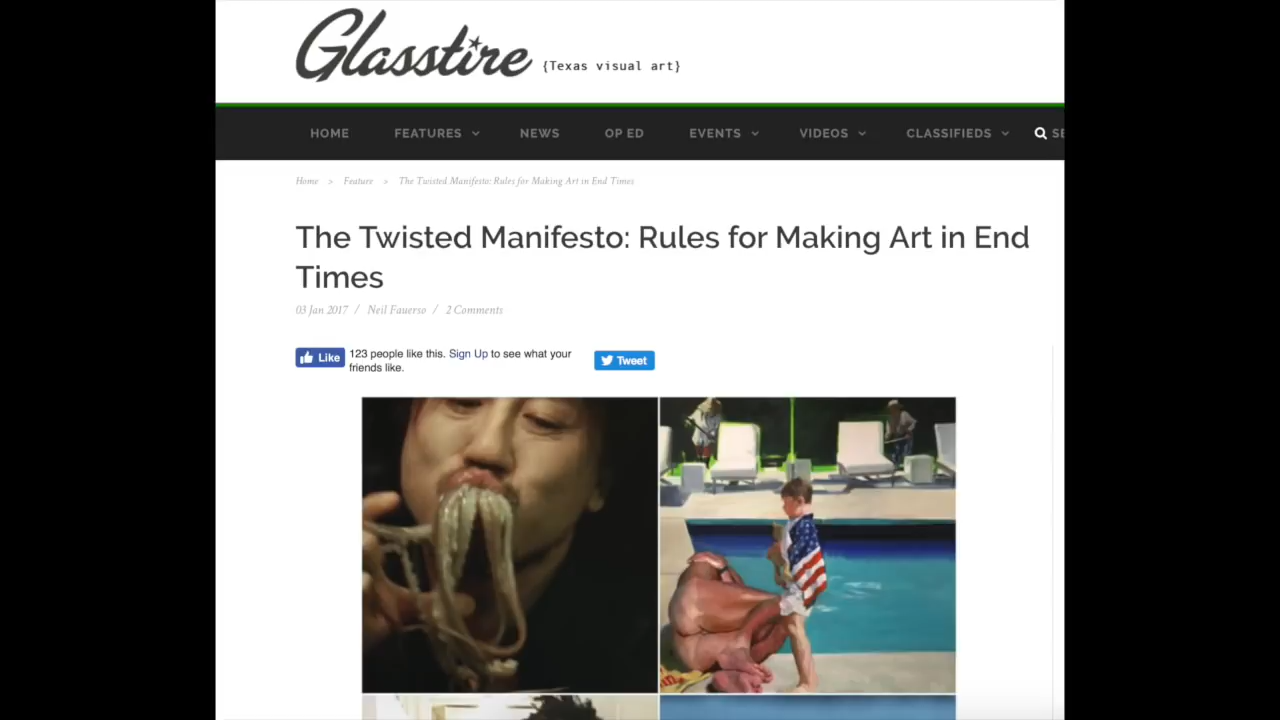 Glasstire {Texas visual art}
HOME FEATURES NEWS OP ED EVENTS VIDEOS CLASSIFIEDS SE
Home > Feature > The Twisted Manifesto: Rules for Making Art in End Times
The Twisted Manifesto: Rules for Making Art in End
Times
03 Jan 2017 / Neil Fauerso / 2 Comments
Like 123 people like this. Sign Up to see what your
friends like.
Tweet